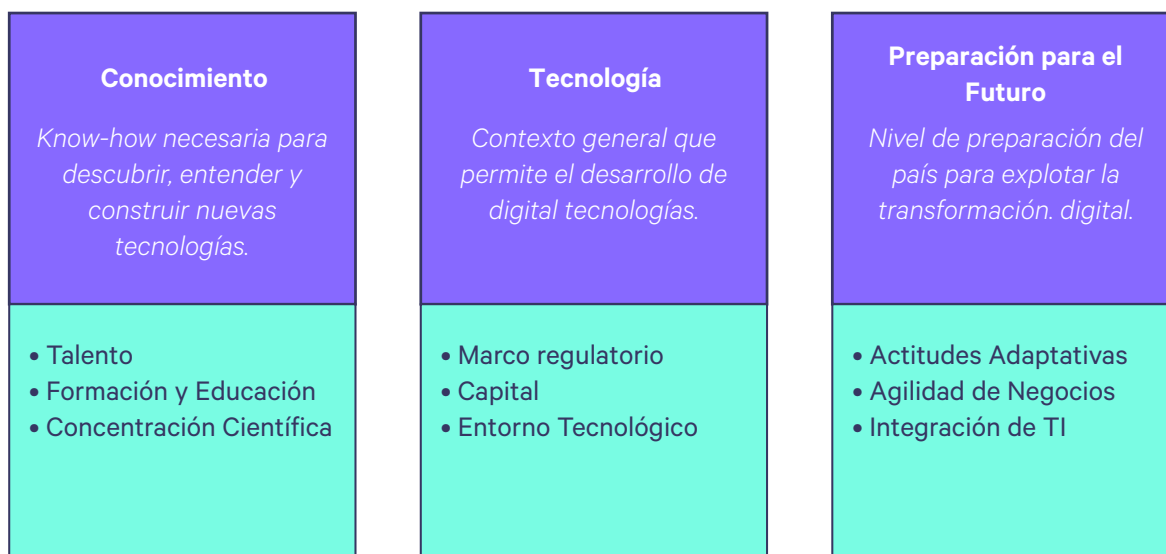 Conocimiento
Know-how necesaria para
descubrir, entender y
construir nuevas
tecnologías.
• Talento
• Formación y Educación
• Concentración Científica
Tecnología
Contexto general que
permite el desarrollo de
digital tecnologías.
• Marco regulatorio
• Capital
• Entorno Tecnológico
Preparación para el
Futuro
Nivel de preparación del
país para explotar la
transformación. digital.
• Actitudes Adaptativas
• Agilidad de Negocios
• Integración de TI